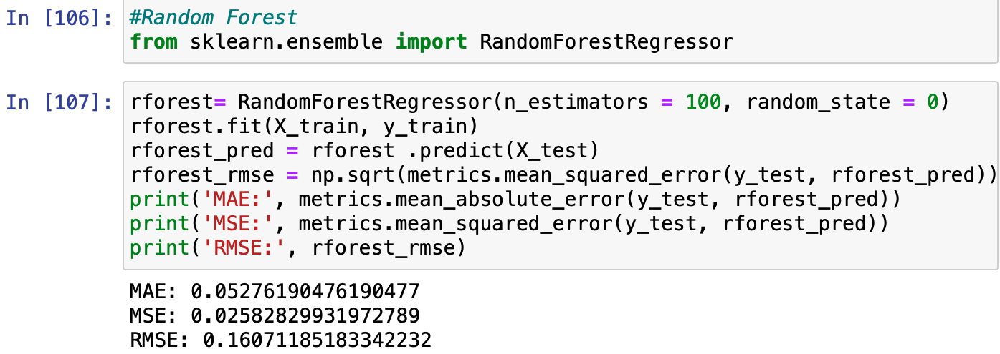 In [106]: #Random Forest
from sklearn.ensemble import RandomForestRegressor
In [107]: rforest= RandomForestRegressor(n_estimators = 100, random_state = 0)
rforest.fit(X_train, y_train)
rforest_pred = rforest .predict(X_test)
rforest_rmse = np.sqrt(metrics.mean_squared_error(y_test, rforest_pred))
print('MAE:', metrics.mean_absolute_error(y_test, rforest_pred))
print('MSE:', metrics.mean_squared_error(y_test, rforest_pred))
print('RMSE:', rforest_rmse)
MAE: 0.05276190476190477
MSE: 0.02582829931972789
RMSE: 0.16071185183342232